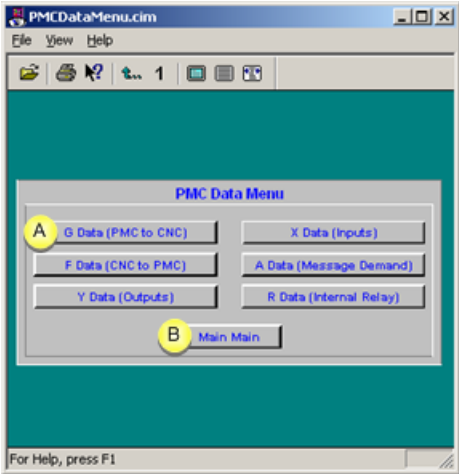 PMCDataMenu.cim
File View Help
1
PMC Data Menu
A G Data (PMC to CNC) X Data (Inputs)
F Data (CNC to PMC) A Data (Message Demand)
Y Data (Outputs) R Data (Internal Relay)
B Main Main
For Help, press F1